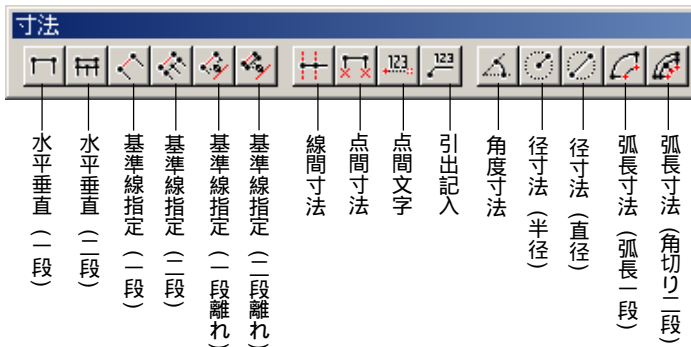 寸法
123
123
水平垂直（一段）
水平垂直（二段）
基準線指定（一段）
基準線指定（二段）
基準線指定（一段離れ）
基準線指定（二段離れ）
線間寸法
点間寸法
点間文字
引出記入
角度寸法
径寸法（半径）
径寸法（直径）
弧長寸法（弧長一段）
弧長寸法（角切り二段）